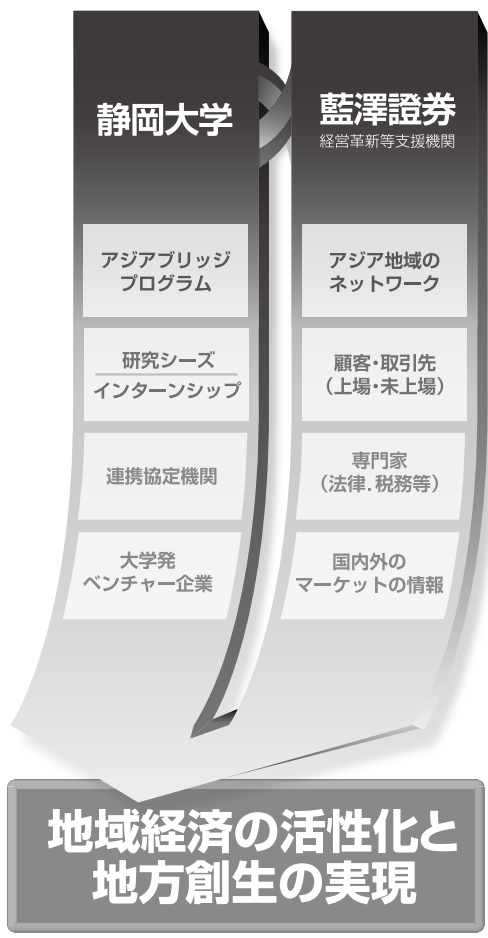 静岡大学
アジアブリッジ
プログラム
研究シーズ
インターンシップ
連携協定機関
大学発
ベンチャー企業
藍澤證券
経営革新等支援機関
アジア地域の
ネットワーク
顧客・取引先
（上場・未上場）
専門家
（法律．税務等）
国内外の
マーケットの情報
地域経済の活性化と
地方創生の実現